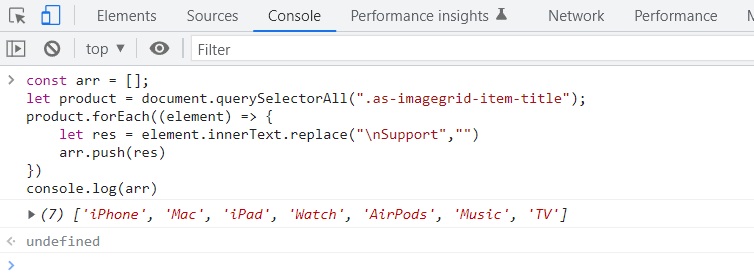 Elements Sources Console Performance insights Network Performance
top ▼ Filter
> const arr = [];
let product = document.querySelectorAll(".as-imagegrid-item-title");
product.forEach((element) => {
    let res = element.innerText.replace("\nSupport","")
    arr.push(res)
})
console.log(arr)
▶ (7) ['iPhone', 'Mac', 'iPad', 'Watch', 'AirPods', 'Music', 'TV']
undefined
>